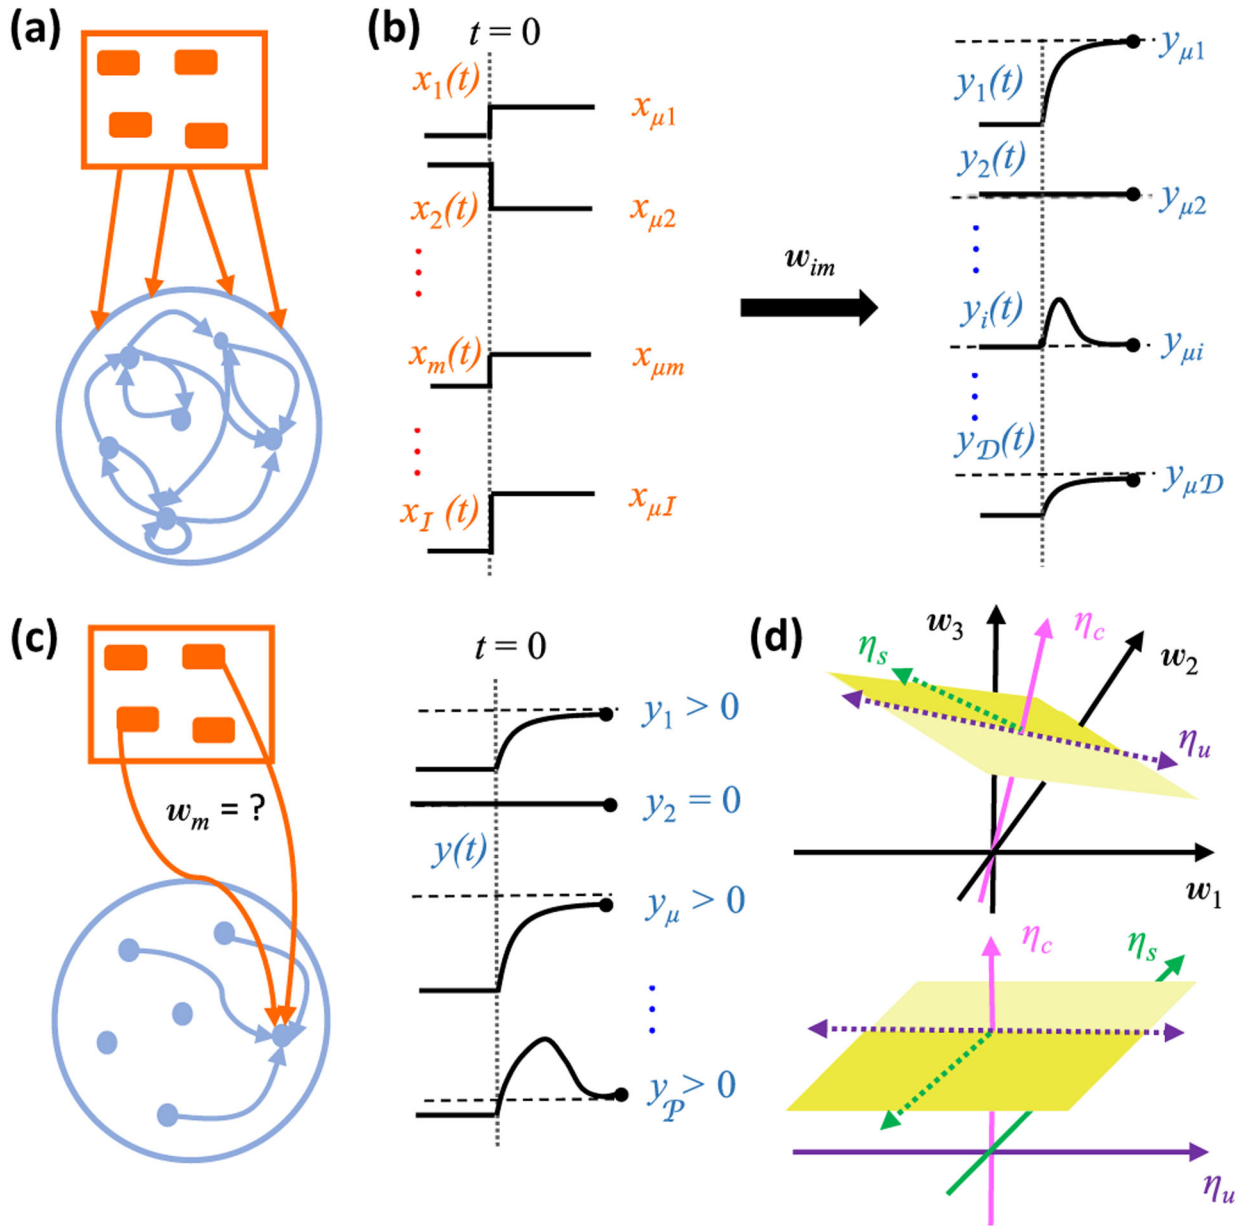 (a)
(b)
t = 0
x1(t)
xμ1
x2(t)
xμ2
xm(t)
xμm
xI (t)
xμI
wim
y1(t)
yμ1
y2(t)
yμ2
yi(t)
yμi
yD(t)
yμD
(c)
wm = ?
t = 0
y1 > 0
y2 = 0
y(t)
yμ > 0
yP > 0
(d)
w3
ηc
w2
ηs
ηu
w1
ηc
ηs
ηu